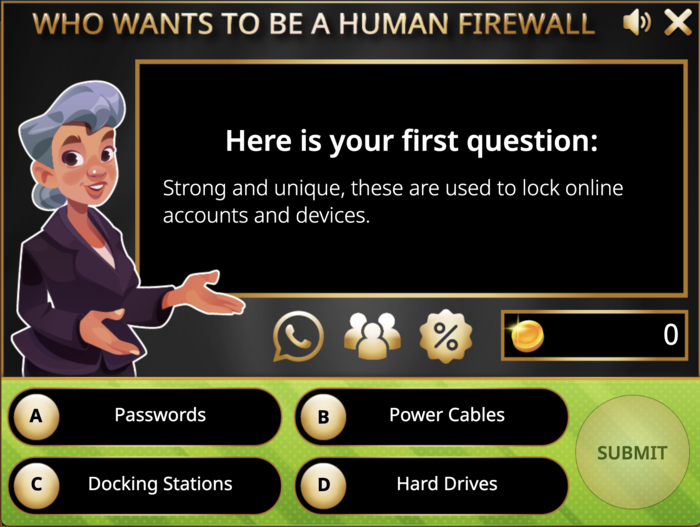 WHO WANTS TO BE A HUMAN FIREWALL
Here is your first question:
Strong and unique, these are used to lock online
accounts and devices.
%
0
A Passwords
B Power Cables
C Docking Stations
D Hard Drives
SUBMIT